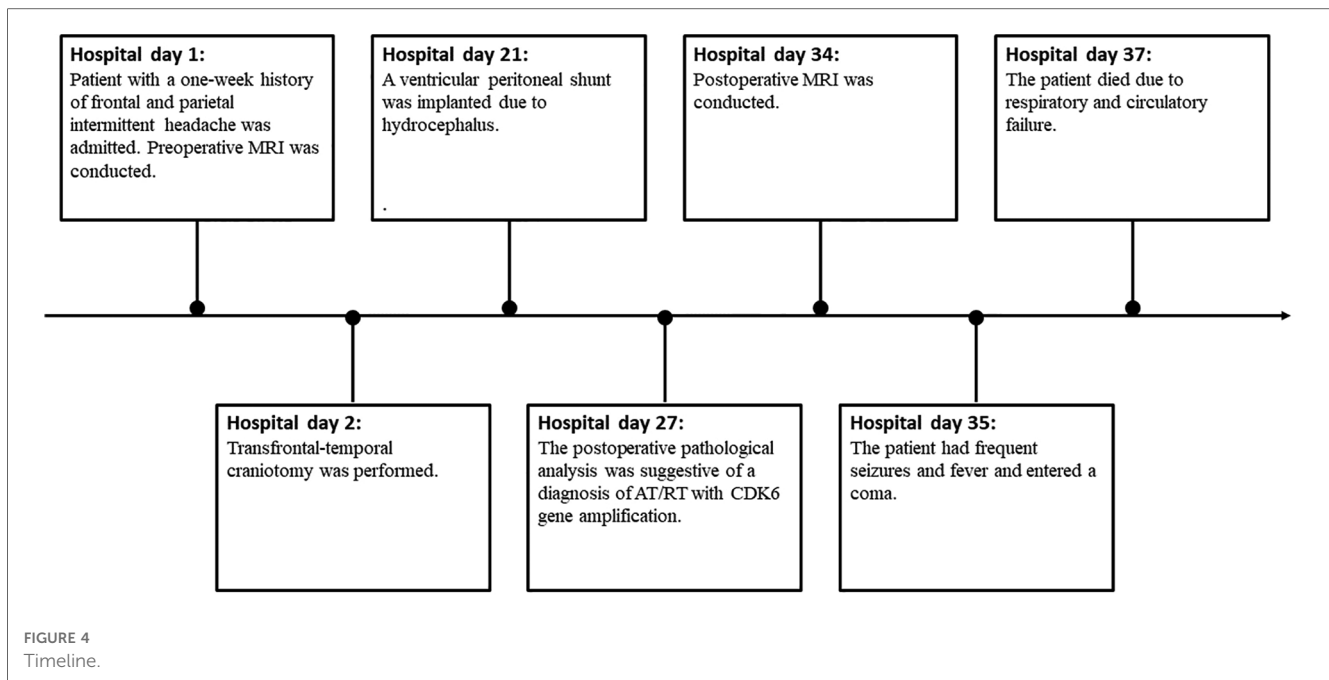 Hospital day 1:
Patient with a one-week history
of frontal and parietal
intermittent headache was
admitted. Preoperative MRI was
conducted.
Hospital day 21:
A ventricular peritoneal shunt
was implanted due to
hydrocephalus.
.
Hospital day 34:
Postoperative MRI was
conducted.
Hospital day 37:
The patient died due to
respiratory and circulatory
failure.
Hospital day 2:
Transfrontal-temporal
craniotomy was performed.
Hospital day 27:
The postoperative pathological
analysis was suggestive of a
diagnosis of AT/RT with CDK6
gene amplification.
Hospital day 35:
The patient had frequent
seizures and fever and entered a
coma.
FIGURE 4
Timeline.